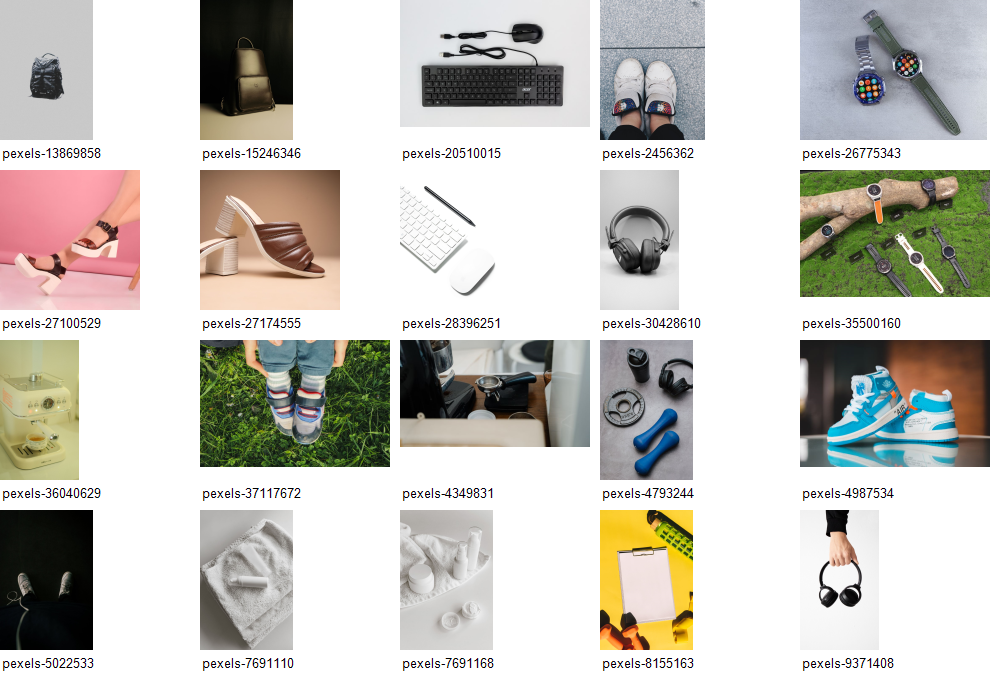 pexels-13869858
pexels-15246346
pexels-20510015
pexels-2456362
pexels-26775343
pexels-27100529
pexels-27174555
pexels-28396251
pexels-30428610
pexels-35500160
pexels-36040629
pexels-37117672
pexels-4349831
pexels-4793244
pexels-4987534
pexels-5022533
pexels-7691110
pexels-7691168
pexels-8155163
pexels-9371408